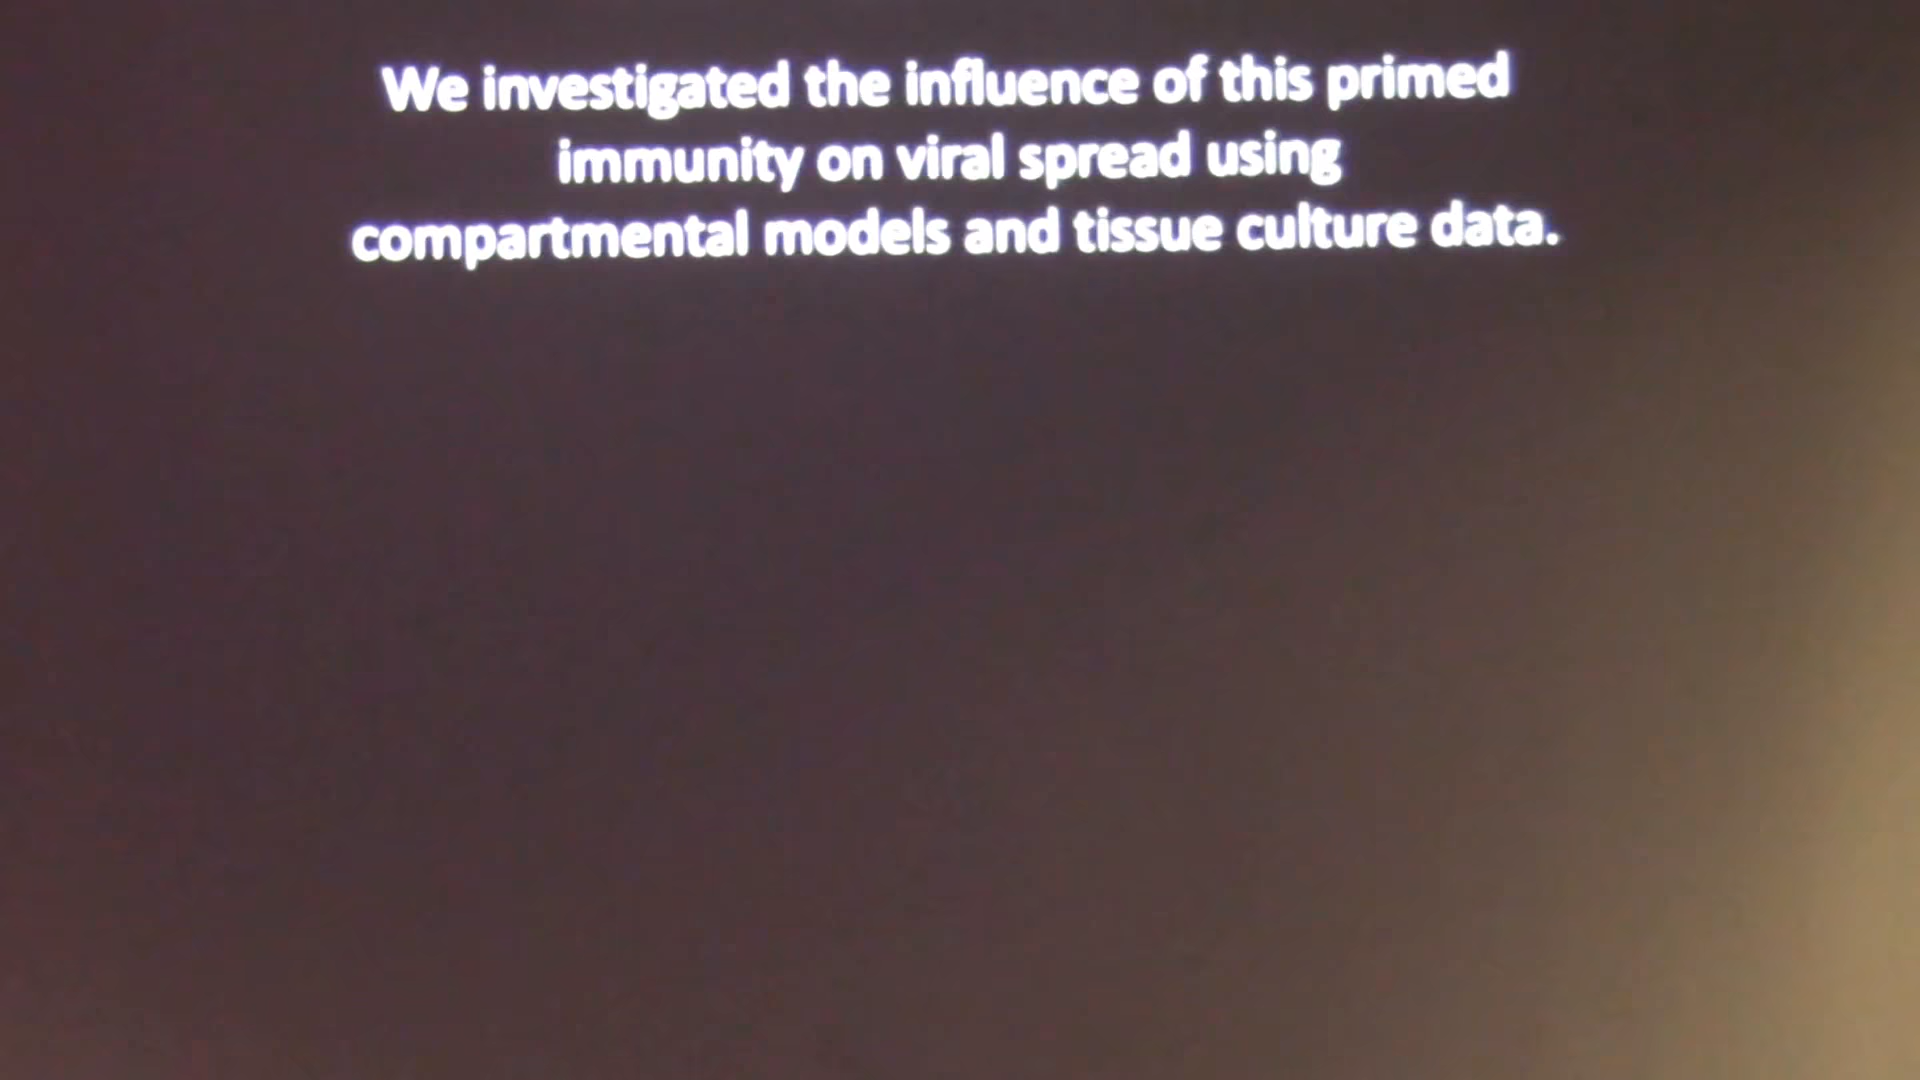 We investigated the influence of this primed
immunity on viral spread using
compartmental models and tissue culture data.